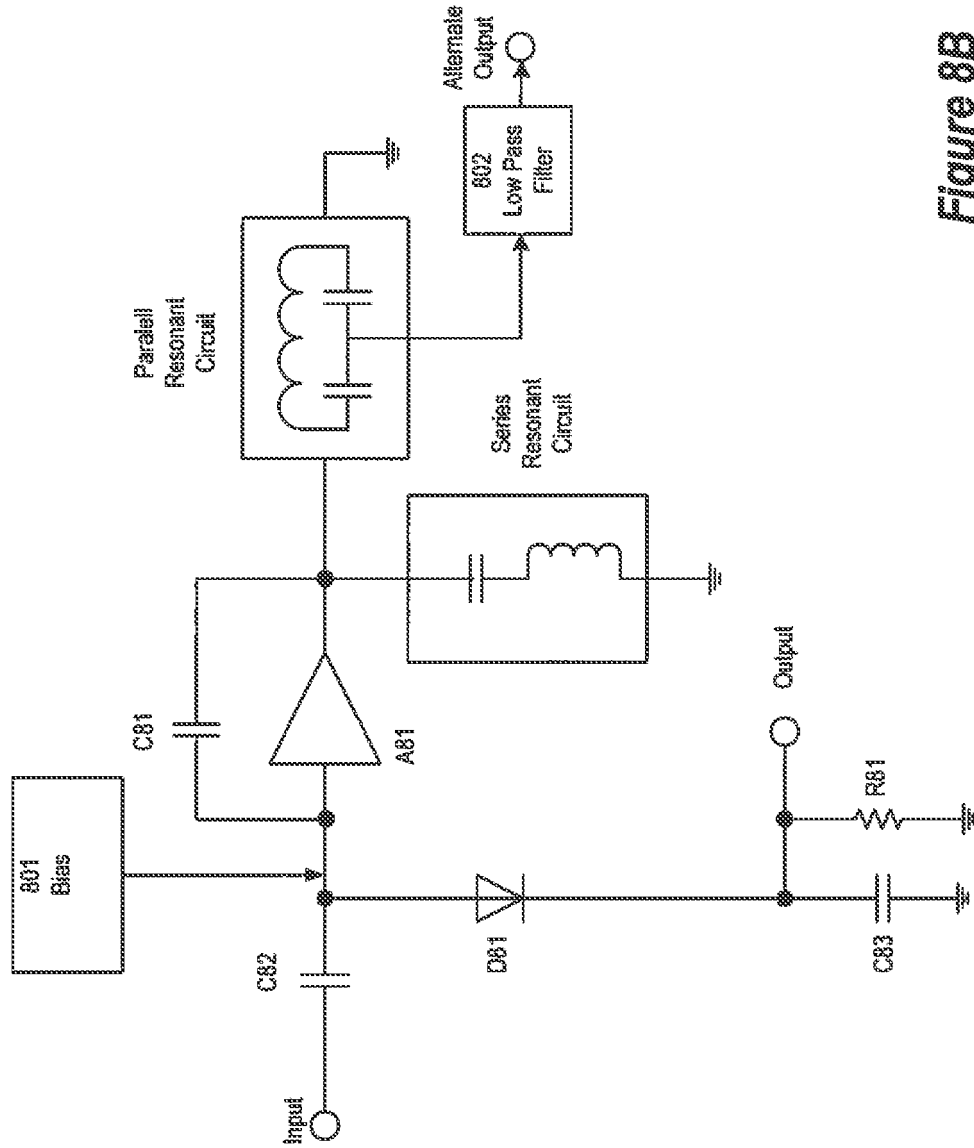 801
Bias
C81
Paralell
Resonant
Circuit
Input
C82
A81
Series
Resonant
Circuit
802
Low Pass
Filter
Alternate
Output
D81
Output
C83
R81
Figure 8B